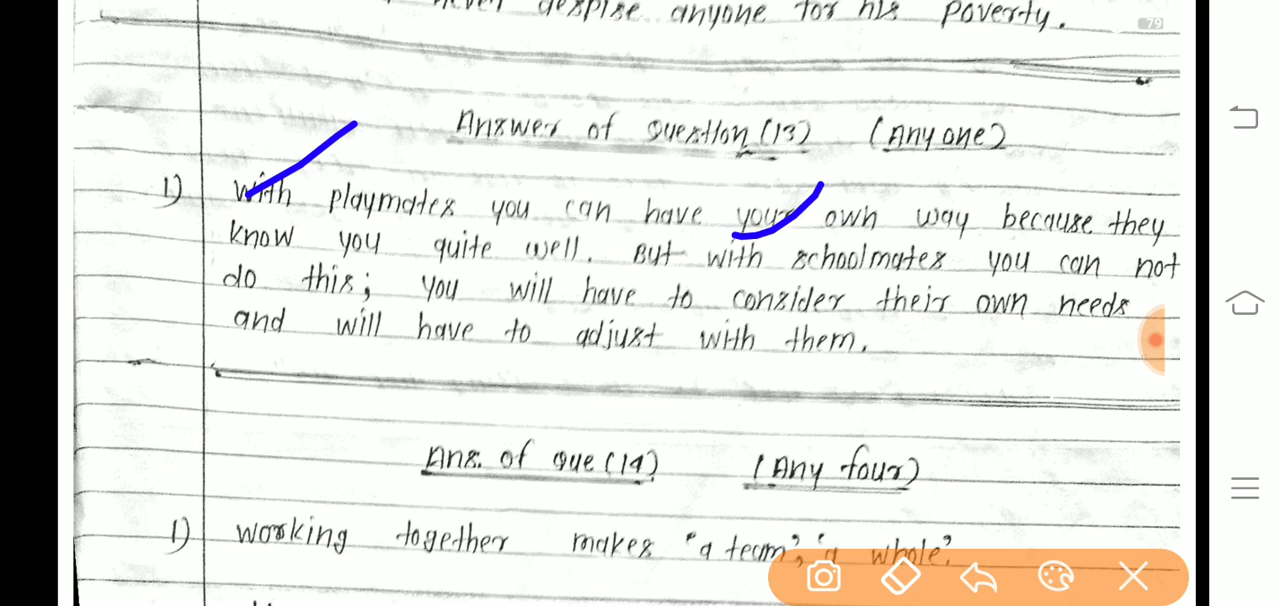 never despise anyone for his poverty.
79
Answer of Question (13) (Any one)
1) with playmates you can have your own way because they
know you quite well. But with schoolmates you can not
do this; you will have to consider their own needs
and will have to adjust with them.
Ans. of Que (14) (Any four)
1) working together makes "a team", 'a whole'.